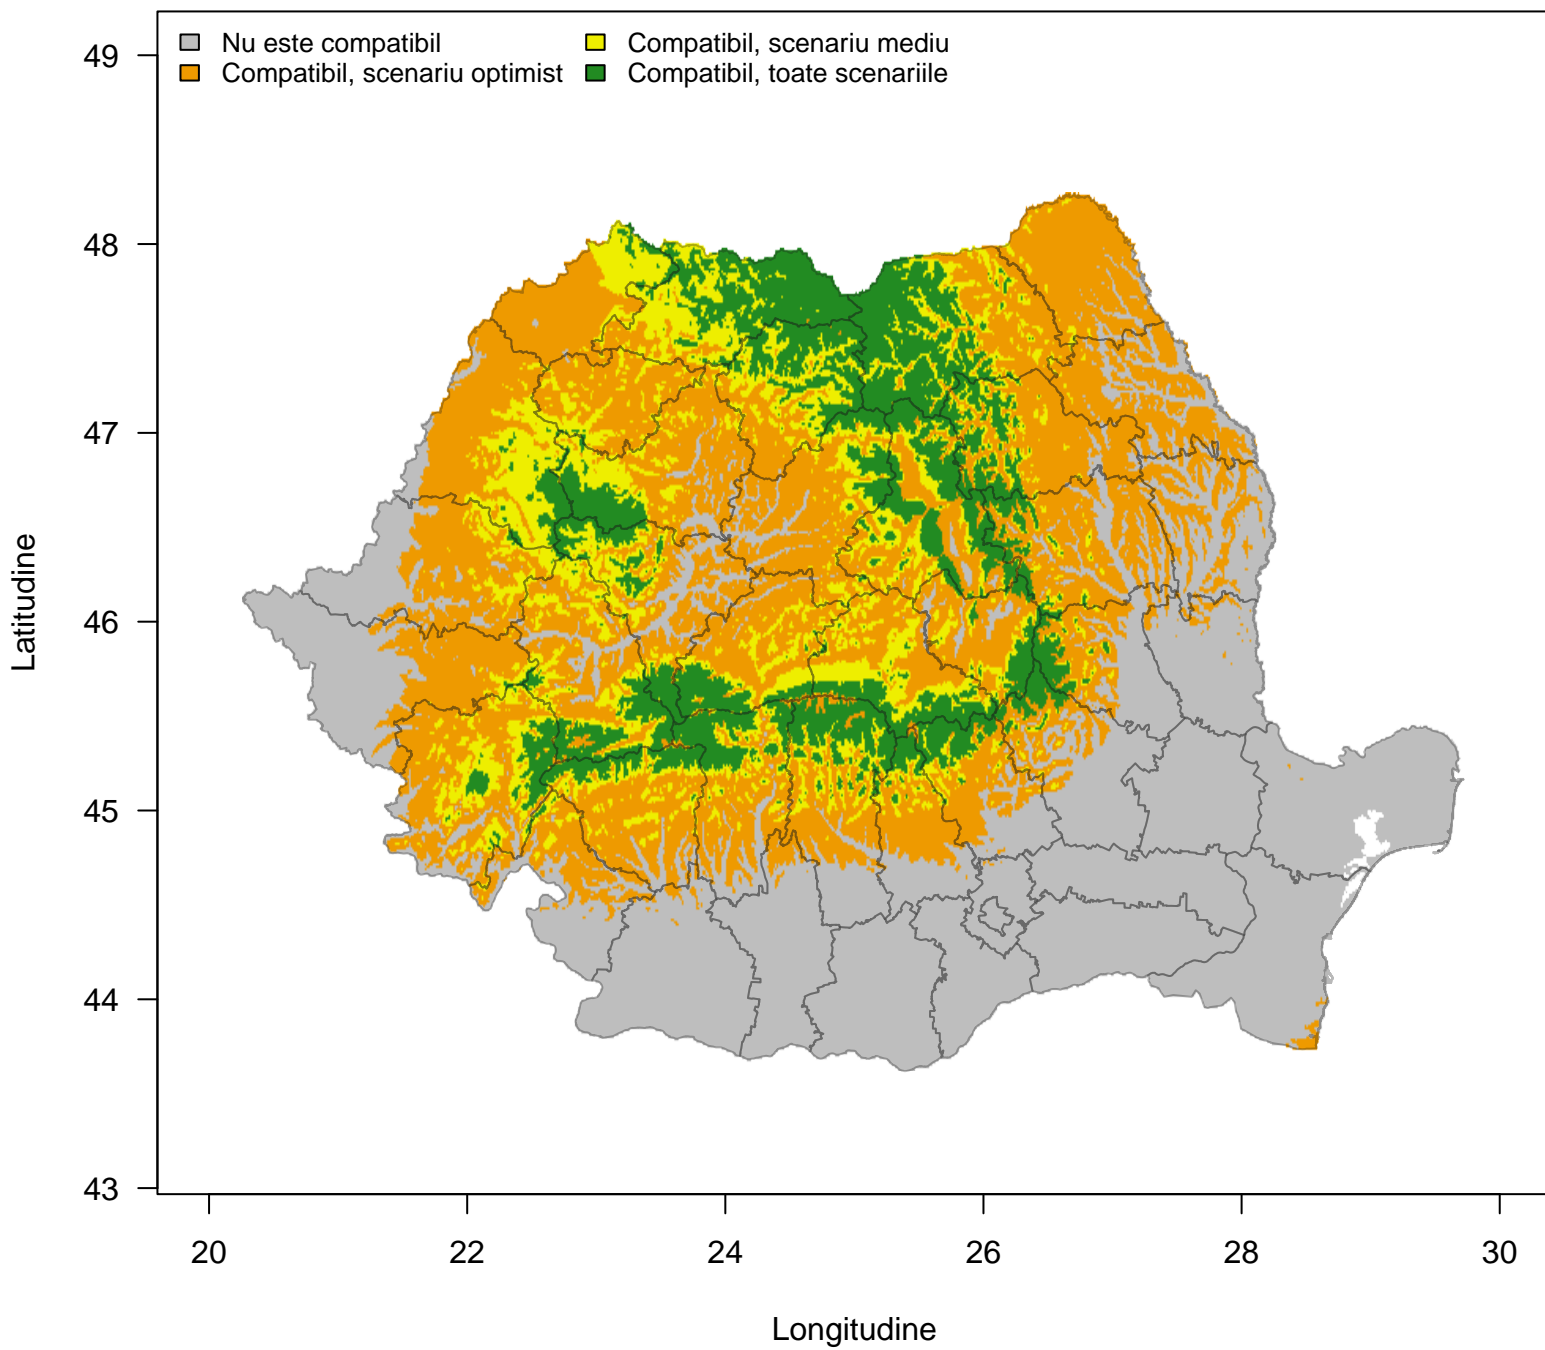 Nu este compatibil
Compatibil, scenariu optimist
Compatibil, scenariu mediu
Compatibil, toate scenariile
49
48
47
46
45
44
43
Latitudine
20 22 24 26 28 30
Longitudine